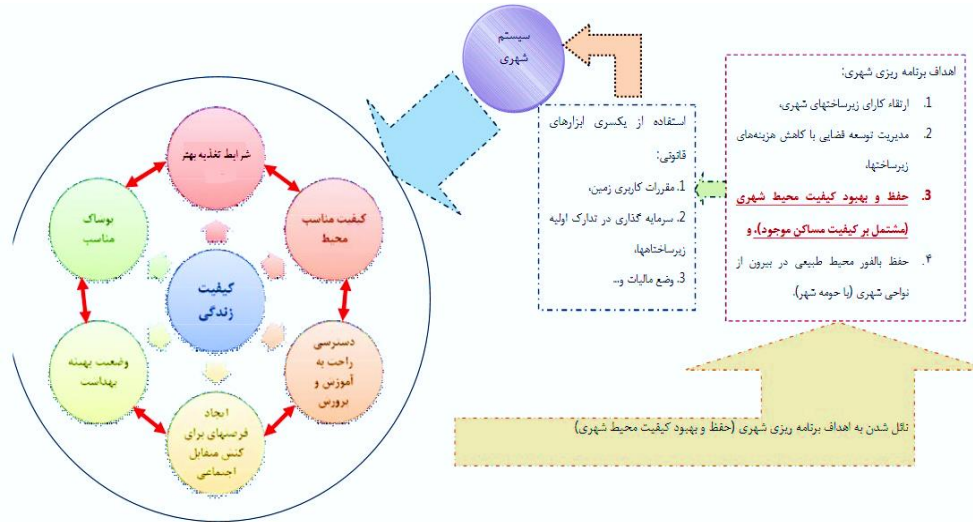 سیستم
شهری
اهداف برنامه ریزی شهری:
1. ارتقاء کارای زیرساختهای شهری،
2. مدیریت توسعه فضایی با کاهش هزینه‌های
زیرساختها،
3. حفظ و بهبود کیفیت محیط شهری
(مشتمل بر کیفیت مساکن موجود)، و
۴. حفظ بالفور محیط طبیعی در بیرون از
نواحی شهری (یا حومه شهر).
استفاده از یکسری ابزارهای
قانونی:
1. مقررات کاربری زمین،
2. سرمایه گذاری در تدارک اولیه
زیرساختاهها،
3. وضع مالیات و...
شرایط تغذیه بهتر
کیفیت مناسب
محیط
دسترسی
راحت به
آموزش و
پرورش
ایجاد
فرصتهای برای
کنش متقابل
اجتماعی
وضعیت بهینه
بهداشت
پوساک
مناسب
کیفیت
زندگی
نائل شدن به اهداف برنامه ریزی شهری (حفظ و بهبود کیفیت محیط شهری)